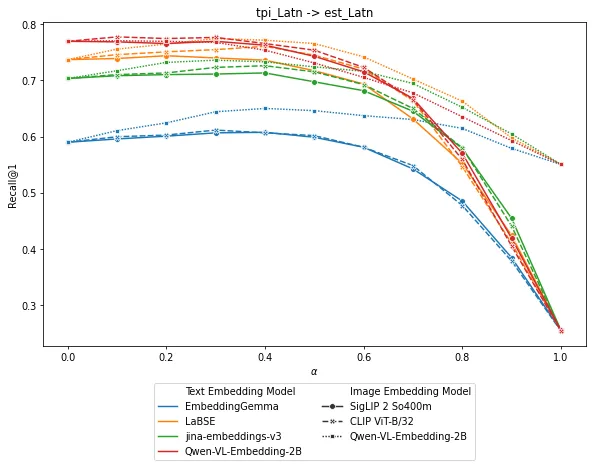 tpi_Latn -> est_Latn
Recall@1
0.8
0.7
0.6
0.5
0.4
0.3
0.0 0.2 0.4 0.6 0.8 1.0
α
Text Embedding Model Image Embedding Model
EmbeddingGemma SigLIP 2 So400m
LaBSE CLIP ViT-B/32
jina-embeddings-v3 Qwen-VL-Embedding-2B
Qwen-VL-Embedding-2B